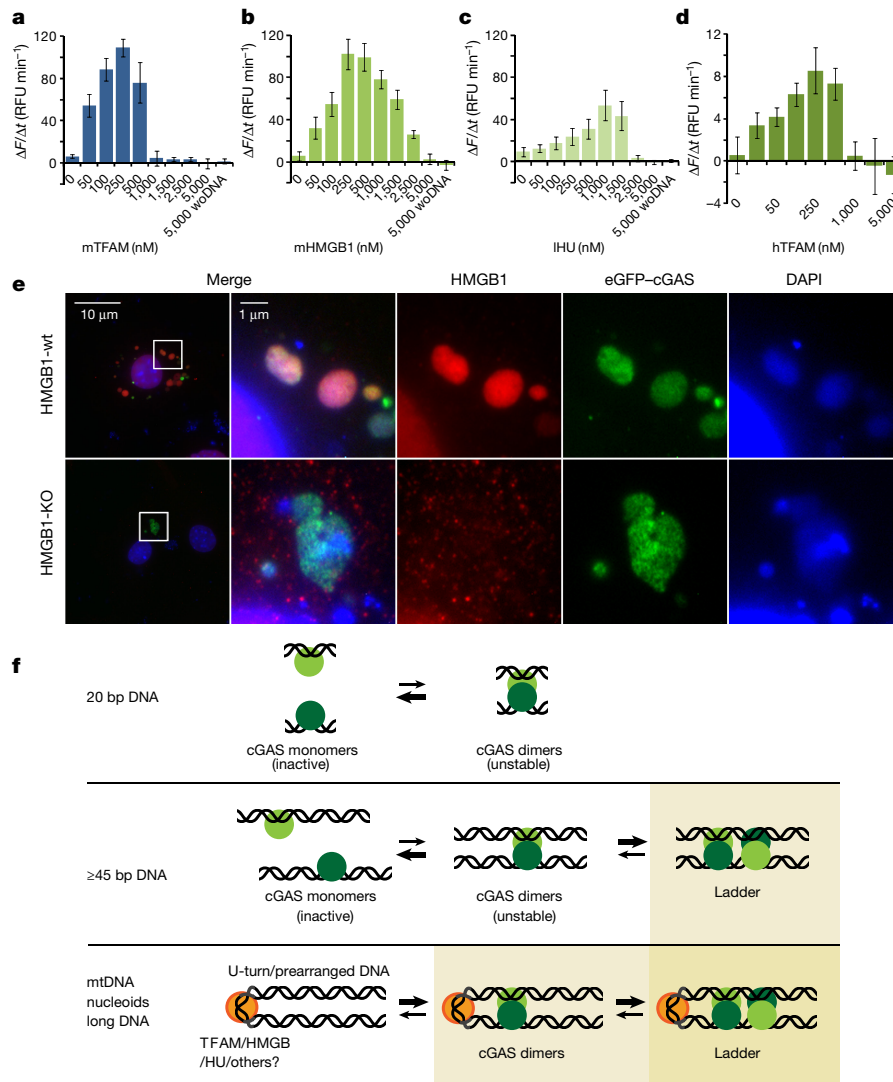 a
ΔF/Δt (RFU min⁻¹)
120
80
40
0
0
50
100
250
500
1,000
1,500
2,500
5,000
5,000 woDNA
mTFAM (nM)
b
ΔF/Δt (RFU min⁻¹)
120
80
40
0
0
50
100
250
500
1,000
1,500
2,500
5,000
5,000 woDNA
mHMGB1 (nM)
c
ΔF/Δt (RFU min⁻¹)
120
80
40
0
0
50
100
250
500
1,000
1,500
2,500
5,000
5,000 woDNA
lHU (nM)
d
ΔF/Δt (RFU min⁻¹)
12
8
4
0
−4
0
50
250
1,000
hTFAM (nM)
e
Merge
HMGB1
eGFP–cGAS
DAPI
HMGB1-wt
10 μm
1 μm
HMGB1-KO
f
20 bp DNA
cGAS monomers
(inactive)
cGAS dimers
(unstable)
≥45 bp DNA
cGAS monomers
(inactive)
cGAS dimers
(unstable)
Ladder
mtDNA
nucleoids
long DNA
U-turn/prearranged DNA
TFAM/HMGB
/HU/others?
cGAS dimers
Ladder